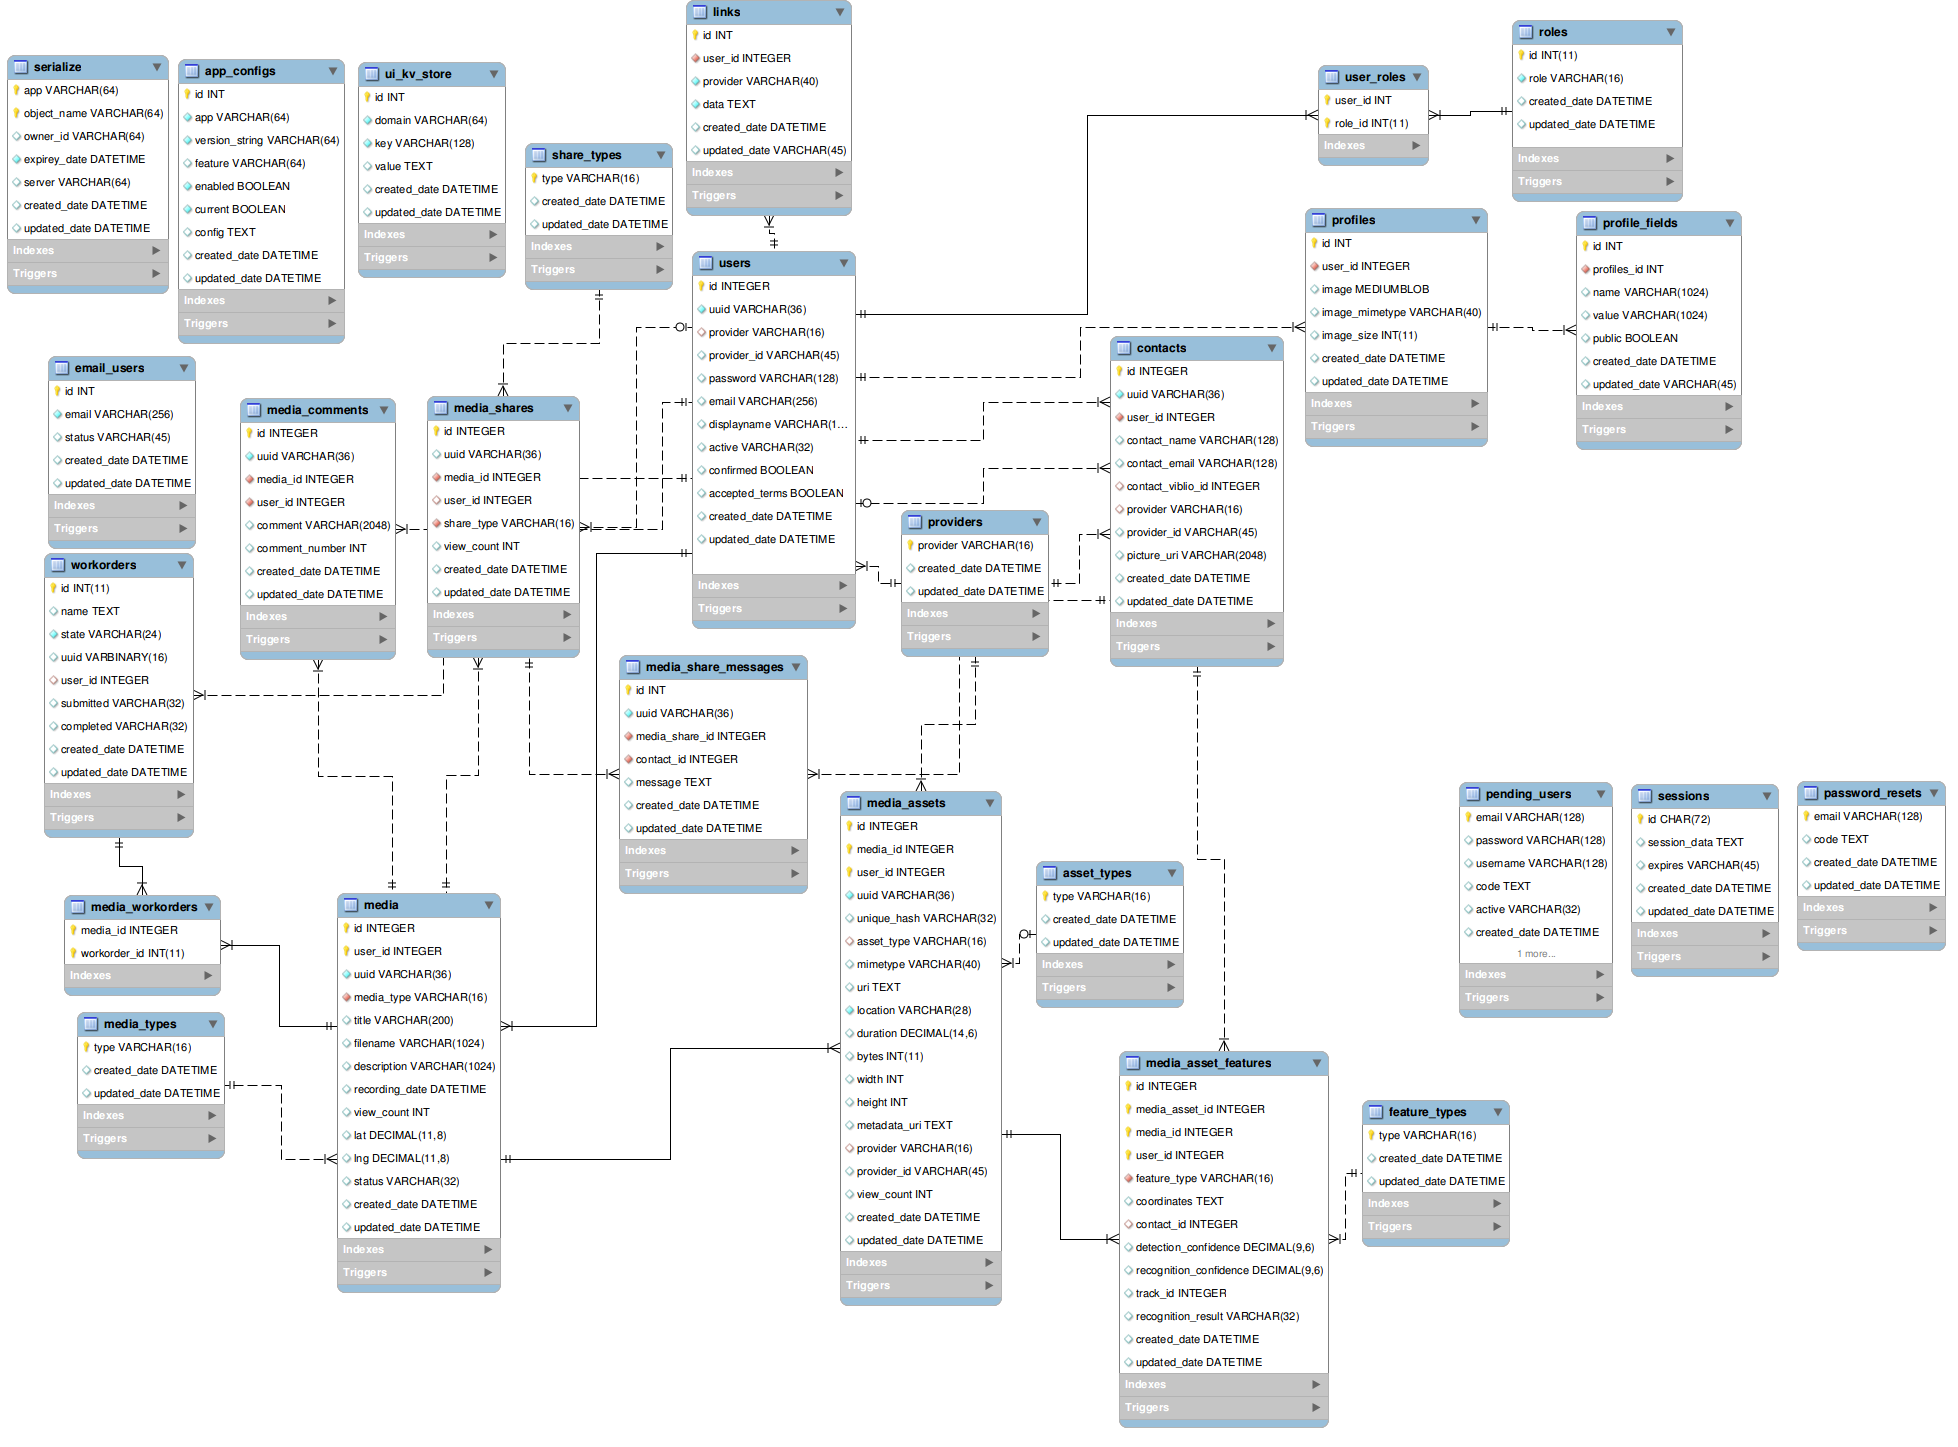 links
id INT
user_id INTEGER
provider VARCHAR(40)
data TEXT
created_date DATETIME
updated_date VARCHAR(45)
Indexes
Triggers
roles
id INT(11)
role VARCHAR(16)
created_date DATETIME
updated_date DATETIME
Indexes
Triggers
serialize
app VARCHAR(64)
object_name VARCHAR(64)
owner_id VARCHAR(64)
expirey_date DATETIME
server VARCHAR(64)
created_date DATETIME
updated_date DATETIME
Indexes
Triggers
app_configs
id INT
app VARCHAR(64)
version_string VARCHAR(64)
feature VARCHAR(64)
enabled BOOLEAN
current BOOLEAN
config TEXT
created_date DATETIME
updated_date DATETIME
Indexes
Triggers
ui_kv_store
id INT
domain VARCHAR(64)
key VARCHAR(128)
value TEXT
created_date DATETIME
updated_date DATETIME
Indexes
Triggers
user_roles
user_id INT
role_id INT(11)
Indexes
share_types
type VARCHAR(16)
created_date DATETIME
updated_date DATETIME
Indexes
Triggers
profiles
id INT
user_id INTEGER
image MEDIUMBLOB
image_mimetype VARCHAR(40)
image_size INT(11)
created_date DATETIME
updated_date DATETIME
Indexes
Triggers
profile_fields
id INT
profiles_id INT
name VARCHAR(1024)
value VARCHAR(1024)
public BOOLEAN
created_date DATETIME
updated_date VARCHAR(45)
Indexes
Triggers
users
id INTEGER
uuid VARCHAR(36)
provider VARCHAR(16)
provider_id VARCHAR(45)
password VARCHAR(128)
email VARCHAR(256)
displayname VARCHAR(1...
active VARCHAR(32)
confirmed BOOLEAN
accepted_terms BOOLEAN
created_date DATETIME
updated_date DATETIME
Indexes
Triggers
contacts
id INTEGER
uuid VARCHAR(36)
user_id INTEGER
contact_name VARCHAR(128)
contact_email VARCHAR(128)
contact_viblio_id INTEGER
provider VARCHAR(16)
provider_id VARCHAR(45)
picture_uri VARCHAR(2048)
created_date DATETIME
updated_date DATETIME
Indexes
Triggers
email_users
id INT
email VARCHAR(256)
status VARCHAR(45)
created_date DATETIME
updated_date DATETIME
Indexes
Triggers
media_comments
id INTEGER
uuid VARCHAR(36)
media_id INTEGER
user_id INTEGER
comment VARCHAR(2048)
comment_number INT
created_date DATETIME
updated_date DATETIME
Indexes
Triggers
media_shares
id INTEGER
uuid VARCHAR(36)
media_id INTEGER
user_id INTEGER
share_type VARCHAR(16)
view_count INT
created_date DATETIME
updated_date DATETIME
Indexes
Triggers
providers
provider VARCHAR(16)
created_date DATETIME
updated_date DATETIME
Indexes
Triggers
workorders
id INT(11)
name TEXT
state VARCHAR(24)
uuid VARBINARY(16)
user_id INTEGER
submitted VARCHAR(32)
completed VARCHAR(32)
created_date DATETIME
updated_date DATETIME
Indexes
Triggers
media_share_messages
id INT
uuid VARCHAR(36)
media_share_id INTEGER
contact_id INTEGER
message TEXT
created_date DATETIME
updated_date DATETIME
Indexes
Triggers
media_assets
id INTEGER
media_id INTEGER
user_id INTEGER
uuid VARCHAR(36)
unique_hash VARCHAR(32)
asset_type VARCHAR(16)
mimetype VARCHAR(40)
uri TEXT
location VARCHAR(28)
duration DECIMAL(14,6)
bytes INT(11)
width INT
height INT
metadata_uri TEXT
provider VARCHAR(16)
provider_id VARCHAR(45)
view_count INT
created_date DATETIME
updated_date DATETIME
Indexes
Triggers
pending_users
email VARCHAR(128)
password VARCHAR(128)
username VARCHAR(128)
code TEXT
active VARCHAR(32)
created_date DATETIME
1 more...
Indexes
Triggers
sessions
id CHAR(72)
session_data TEXT
expires VARCHAR(45)
created_date DATETIME
updated_date DATETIME
Indexes
Triggers
password_resets
email VARCHAR(128)
code TEXT
created_date DATETIME
updated_date DATETIME
Indexes
Triggers
asset_types
type VARCHAR(16)
created_date DATETIME
updated_date DATETIME
Indexes
Triggers
media_workorders
media_id INTEGER
workorder_id INT(11)
Indexes
media
id INTEGER
user_id INTEGER
uuid VARCHAR(36)
media_type VARCHAR(16)
title VARCHAR(200)
filename VARCHAR(1024)
description VARCHAR(1024)
recording_date DATETIME
view_count INT
lat DECIMAL(11,8)
lng DECIMAL(11,8)
status VARCHAR(32)
created_date DATETIME
updated_date DATETIME
Indexes
Triggers
media_types
type VARCHAR(16)
created_date DATETIME
updated_date DATETIME
Indexes
Triggers
media_asset_features
id INTEGER
media_asset_id INTEGER
media_id INTEGER
user_id INTEGER
feature_type VARCHAR(16)
coordinates TEXT
contact_id INTEGER
detection_confidence DECIMAL(9,6)
recognition_confidence DECIMAL(9,6)
track_id INTEGER
recognition_result VARCHAR(32)
created_date DATETIME
updated_date DATETIME
Indexes
Triggers
feature_types
type VARCHAR(16)
created_date DATETIME
updated_date DATETIME
Indexes
Triggers